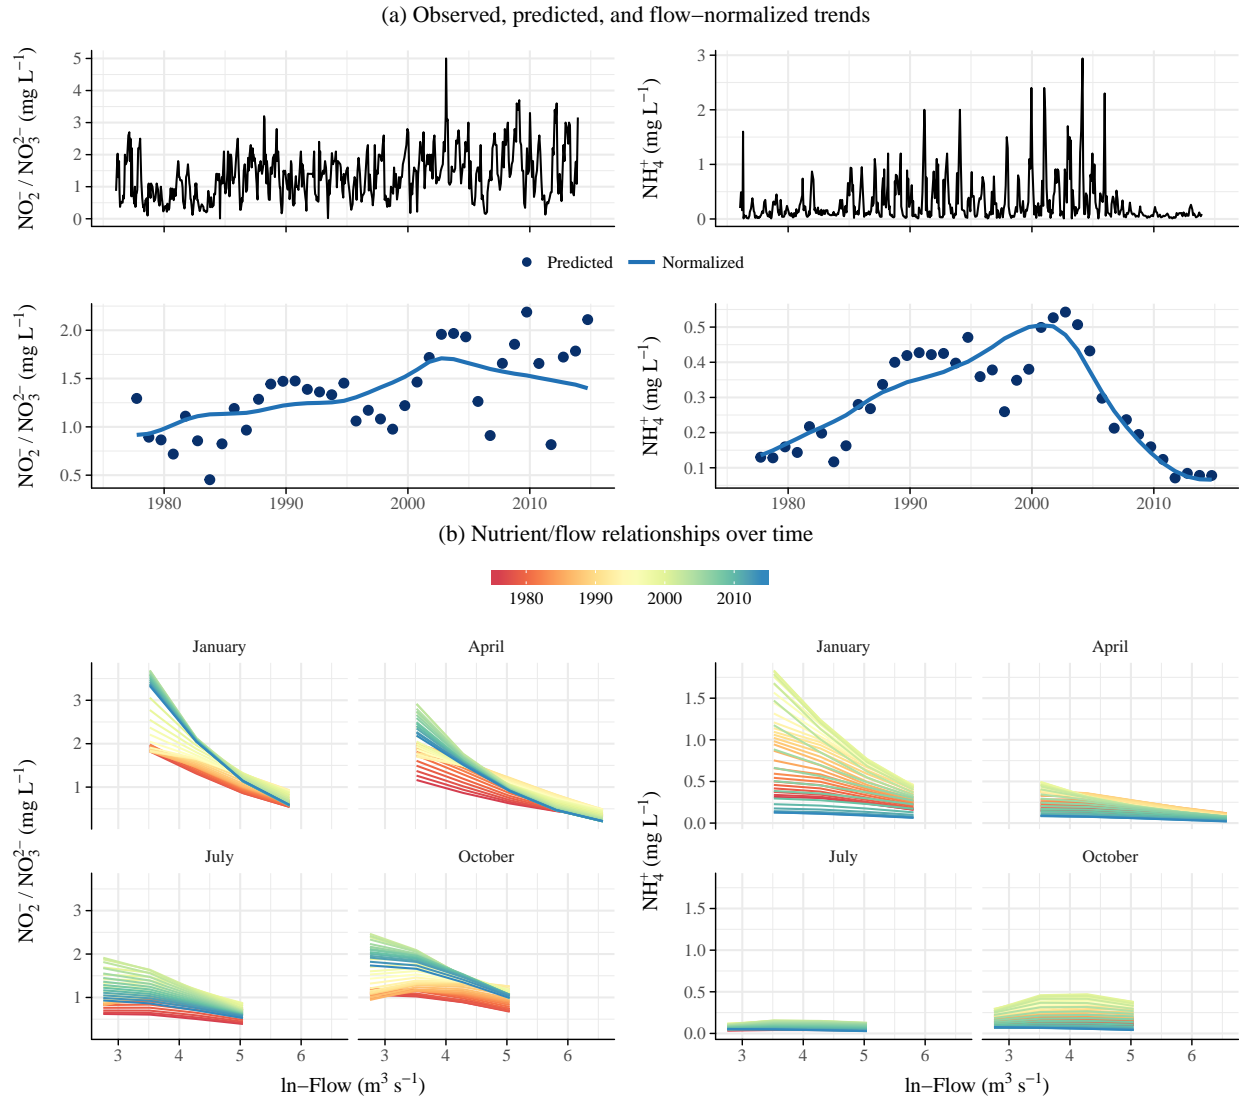 (a) Observed, predicted, and flow−normalized trends
NO₂⁻ / NO₃²⁻ (mg L⁻¹)
5
4
3
2
1
0
NH₄⁺ (mg L⁻¹)
3
2
1
0
Predicted Normalized
NO₂⁻ / NO₃²⁻ (mg L⁻¹)
2.0
1.5
1.0
0.5
1980 1990 2000 2010
NH₄⁺ (mg L⁻¹)
0.5
0.4
0.3
0.2
0.1
1980 1990 2000 2010
(b) Nutrient/flow relationships over time
1980 1990 2000 2010
NO₂⁻ / NO₃²⁻ (mg L⁻¹)
January April
3
2
1
July October
3
2
1
3 4 5 6 3 4 5 6
ln−Flow (m³ s⁻¹)
NH₄⁺ (mg L⁻¹)
January April
1.5
1.0
0.5
0.0
July October
1.5
1.0
0.5
0.0
3 4 5 6 3 4 5 6
ln−Flow (m³ s⁻¹)